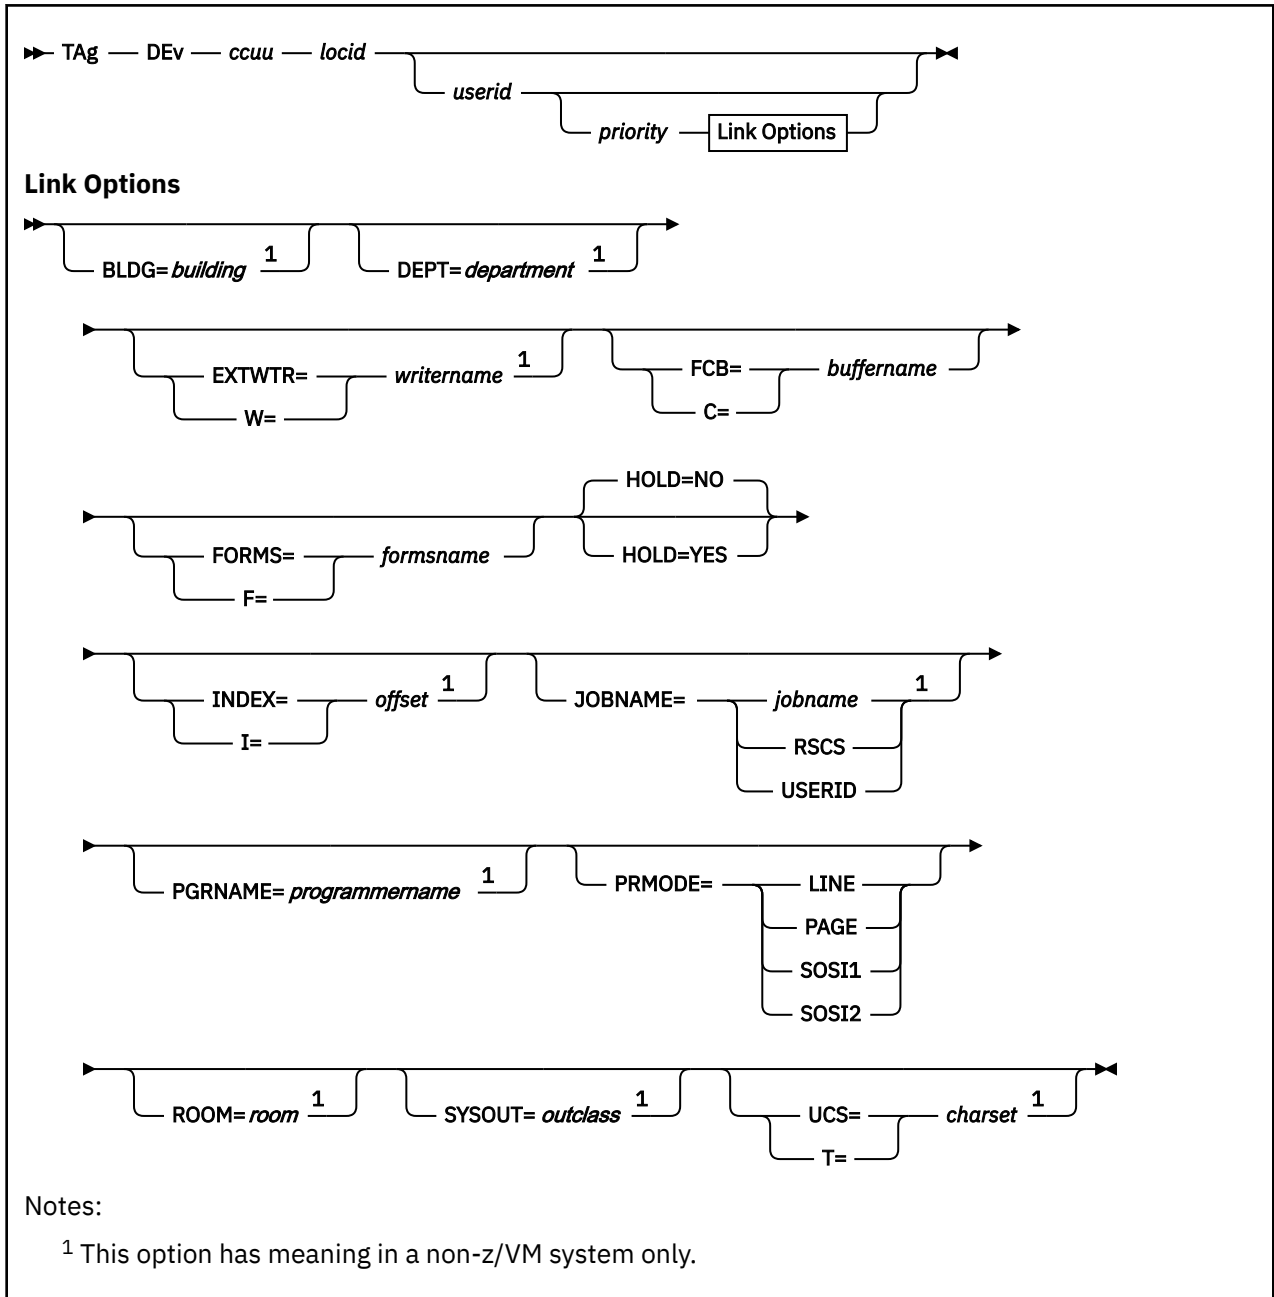 TAg DEv ccuu locid
userid
priority Link Options
Link Options
BLDG= building 1 DEPT= department 1
EXTWTR= writername 1 FCB= buffername
W= C=
HOLD=NO
FORMS= formsname HOLD=YES
F=
INDEX= offset 1 JOBNAME= jobname 1
I= RSCS
USERID
PGRNAME= programmername 1 PRMODE= LINE
PAGE
SOSI1
SOSI2
ROOM= room 1 SYSOUT= outclass 1 UCS= charset 1
T=
Notes:
1 This option has meaning in a non-z/VM system only.